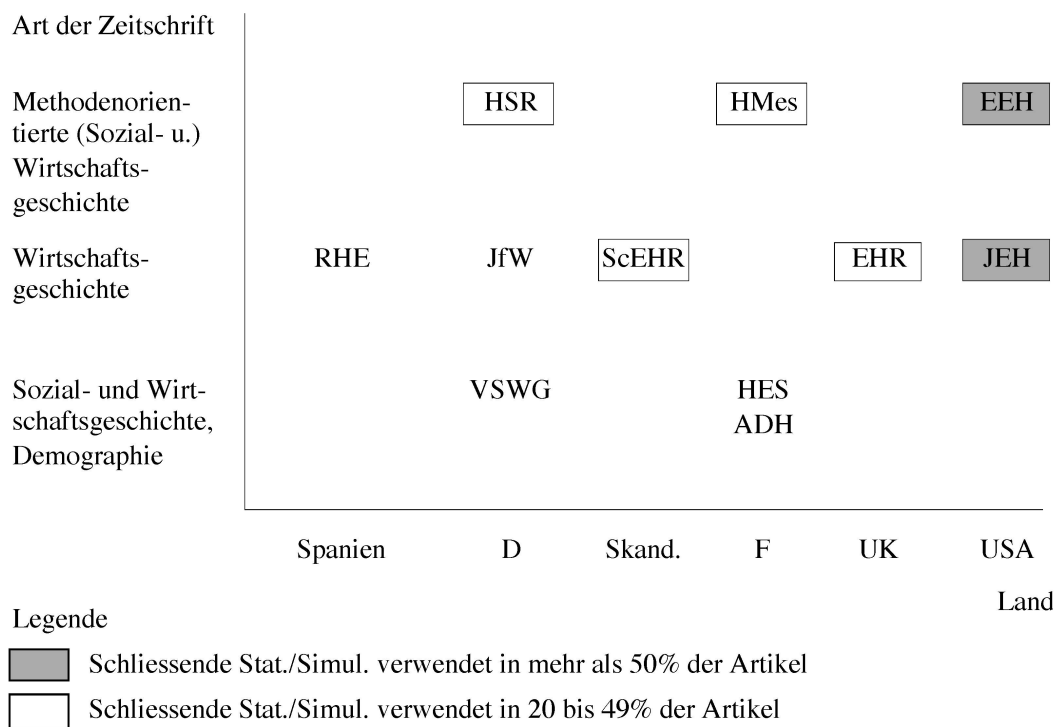 Art der Zeitschrift
Methodenorien-
tierte (Sozial- u.)
Wirtschafts-
geschichte
HSR HMes EEH
Wirtschafts-
geschichte
RHE JfW ScEHR EHR JEH
Sozial- und Wirt-
schaftsgeschichte,
Demographie
VSWG HES
ADH
Spanien D Skand. F UK USA
Land
Legende
Schliessende Stat./Simul. verwendet in mehr als 50% der Artikel
Schliessende Stat./Simul. verwendet in 20 bis 49% der Artikel